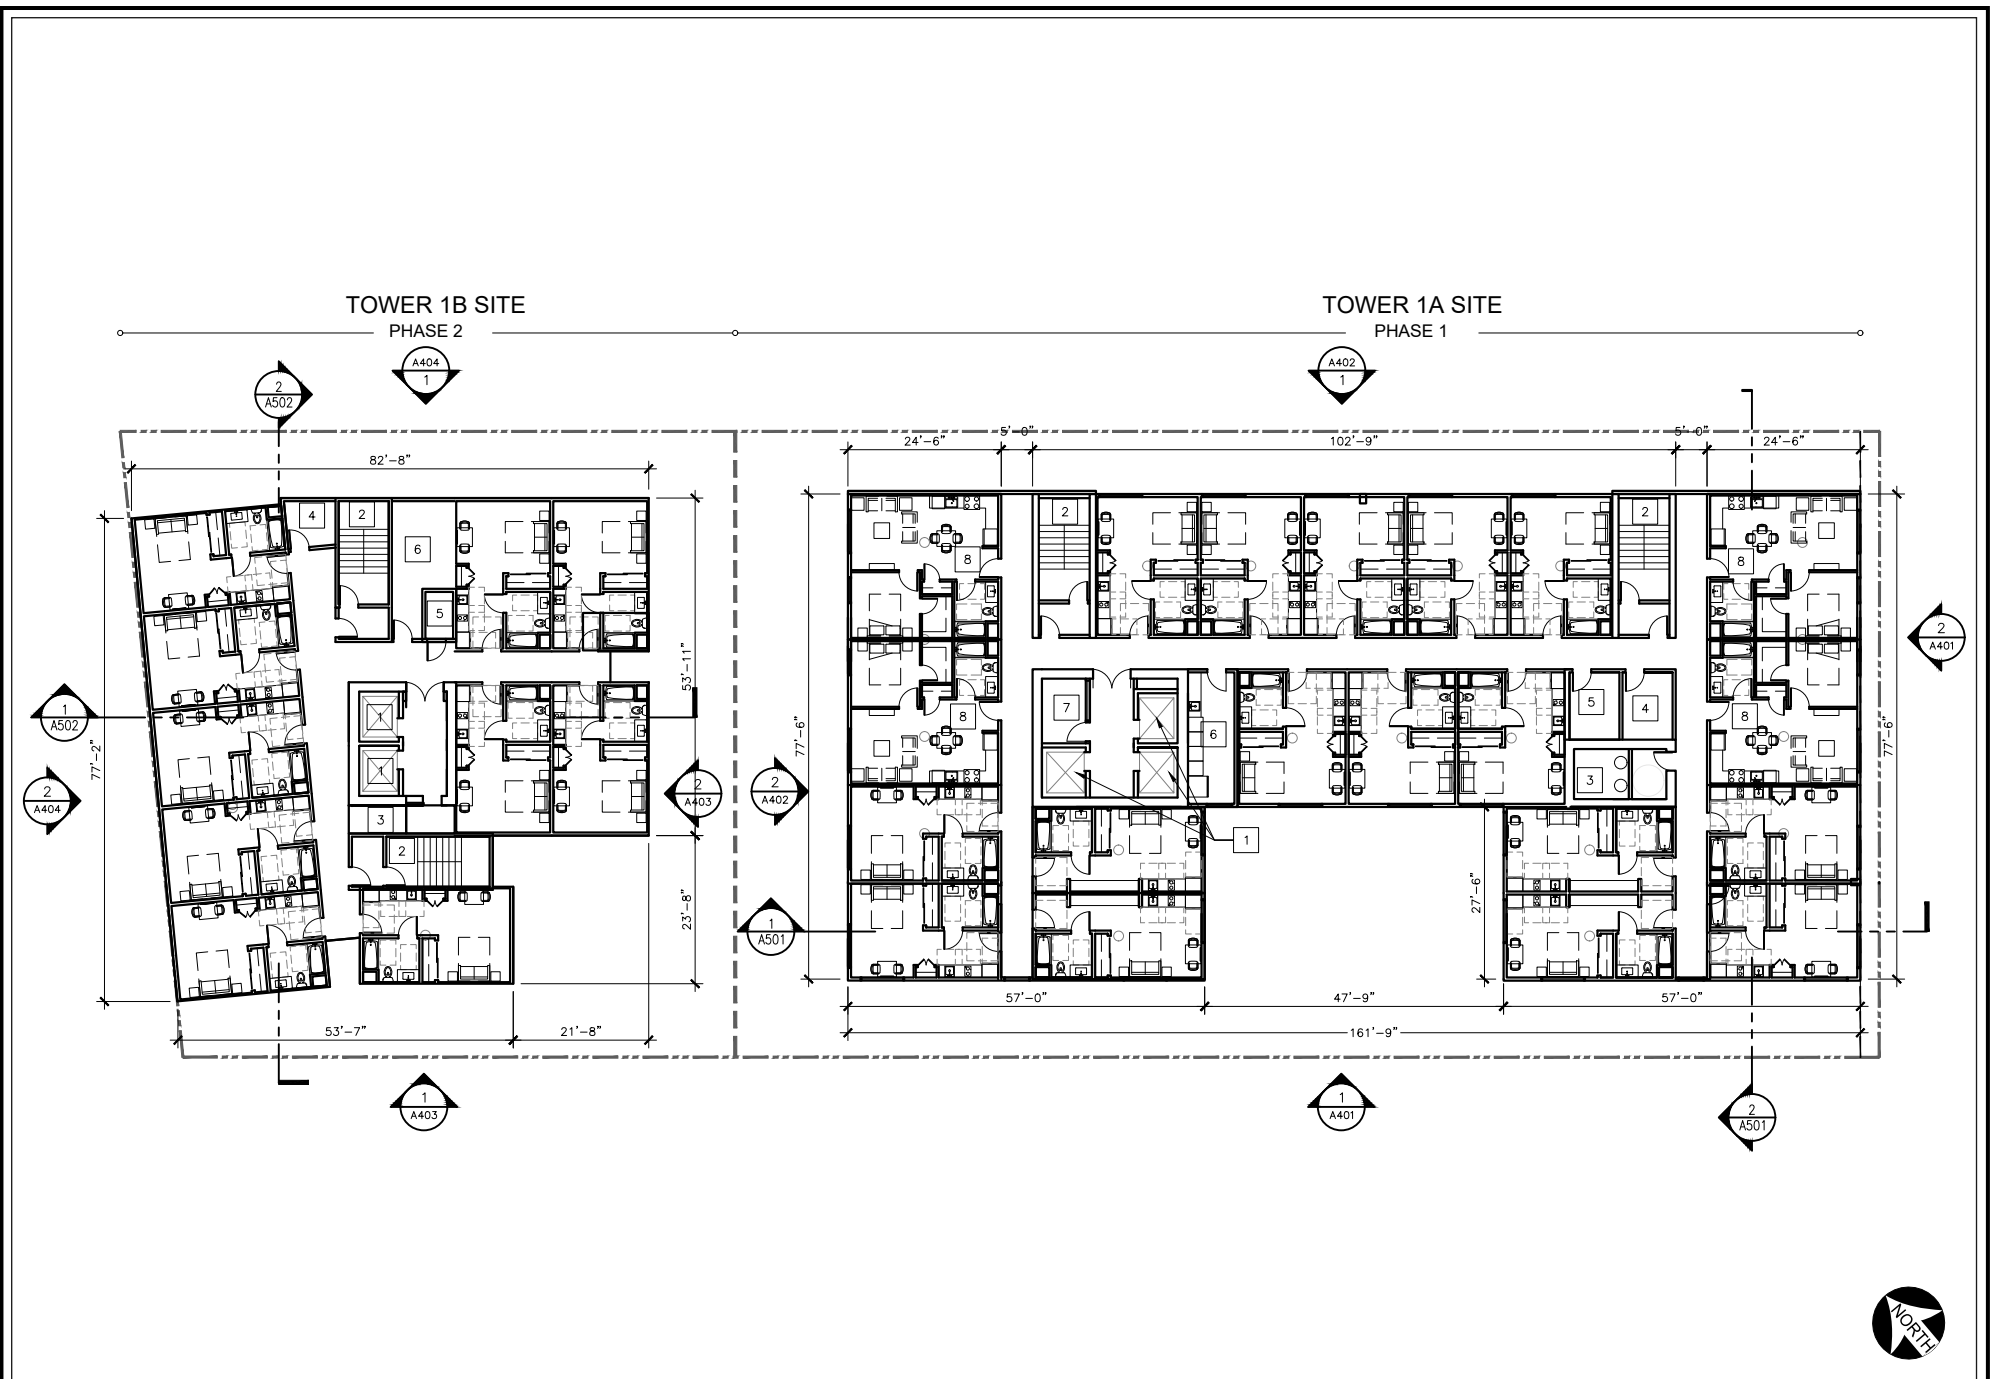 TOWER 1B SITE
PHASE 2
TOWER 1A SITE
PHASE 1
A404
1
A402
1
2
A502
24'-6"
5'-0"
102'-9"
5'-0"
24'-6"
82'-8"
4
2
6
5
2
8
2
8
53'-11"
2
A401
1
A502
77'-2"
1
1
7
6
5
4
8
8
77'-6"
77'-6"
2
A404
2
A403
2
A402
3
3
2
1
23'-8"
27'-6"
1
A501
57'-0"
47'-9"
57'-0"
53'-7"
21'-8"
161'-9"
1
A403
1
A401
2
A501
NORTH